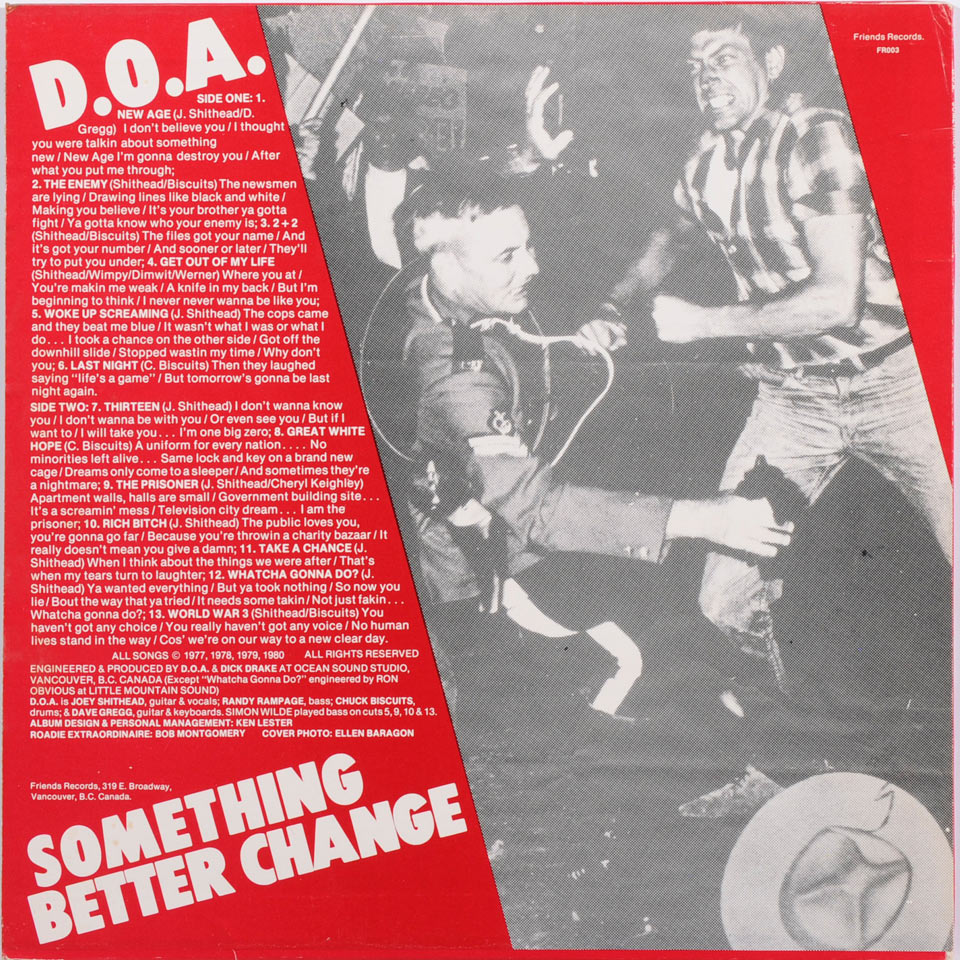 D.O.A.
SIDE ONE: 1.
NEW AGE (J. Shithead/D.
Gregg) I don't believe you / I thought
you were talkin about something
new / New Age I'm gonna destroy you / After
what you put me through;
2. THE ENEMY (Shithead/Biscuits) The newsmen
are lying / Drawing lines like black and white /
Making you believe / It's your brother ya gotta
fight / Ya gotta know who your enemy is; 3. 2 + 2
(Shithead/Biscuits) The files got your name / And
it's got your number / And sooner or later / They'll
try to put you under; 4. GET OUT OF MY LIFE
(Shithead/Wimpy/Dimwit/Werner) Where you at /
You're makin me weak / A knife in my back / But I'm
beginning to think / I never never wanna be like you;
5. WOKE UP SCREAMING (J. Shithead) The cops came
and they beat me blue / It wasn't what I was or what I
do... I took a chance on the other side / Got off the
downhill slide / Stopped wastin my time / Why don't
you; 6. LAST NIGHT (C. Biscuits) Then they laughed
saying "life's a game" / But tomorrow's gonna be last
night again.
SIDE TWO: 7. THIRTEEN (J. Shithead) I don't wanna know
you / I don't wanna be with you / Or even see you / But if I
want to / I will take you... I'm one big zero; 8. GREAT WHITE
HOPE (C. Biscuits) A uniform for every nation.... No
minorities left alive... Same lock and key on a brand new
cage / Dreams only come to a sleeper / And sometimes they're
a nightmare; 9. THE PRISONER (J. Shithead/Cheryl Keighley)
Apartment walls, halls are small / Government building site...
It's a screamin' mess / Television city dream... I am the
prisoner; 10. RICH BITCH (J. Shithead) The public loves you,
you're gonna go far / Because you're throwin a charity bazaar / It
really doesn't mean you give a damn; 11. TAKE A CHANCE (J.
Shithead) When I think about the things we were after / That's
when my tears turn to laughter; 12. WHATCHA GONNA DO? (J.
Shithead) Ya wanted everything / But ya took nothing / So now you
lie / Bout the way that ya tried / It needs some takin / Not just fakin...
Whatcha gonna do?; 13. WORLD WAR 3 (Shithead/Biscuits) You
haven't got any choice / You really haven't got any voice / No human
lives stand in the way / Cos' we're on our way to a new clear day.
ALL SONGS © 1977, 1978, 1979, 1980 ALL RIGHTS RESERVED
ENGINEERED & PRODUCED BY D.O.A. & DICK DRAKE AT OCEAN SOUND STUDIO,
VANCOUVER, B.C. CANADA (Except "Whatcha Gonna Do?" engineered by RON
OBVIOUS at LITTLE MOUNTAIN SOUND)
D.O.A. is JOEY SHITHEAD, guitar & vocals; RANDY RAMPAGE, bass; CHUCK BISCUITS,
drums; & DAVE GREGG, guitar & keyboards. SIMON WILDE played bass on cuts 5, 9, 10 & 13.
ALBUM DESIGN & PERSONAL MANAGEMENT: KEN LESTER
ROADIE EXTRAORDINAIRE: BOB MONTGOMERY COVER PHOTO: ELLEN BARAGON
Friends Records, 319 E. Broadway,
Vancouver, B.C. Canada.
SOMETHING
BETTER CHANGE
Friends Records.
FR003